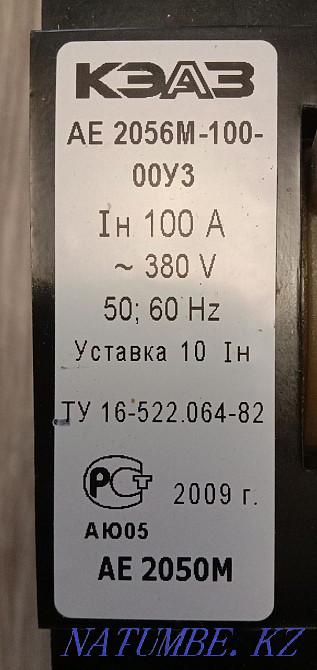 КЭАЗ
АЕ 2056М-100-
00У3
Iн 100 А
~ 380 V
50; 60 Hz
Уставка 10 Iн
ТУ 16-522.064-82
РСТ
2009 г.
АЮ05
АЕ 2050М
NATUMBE.KZ